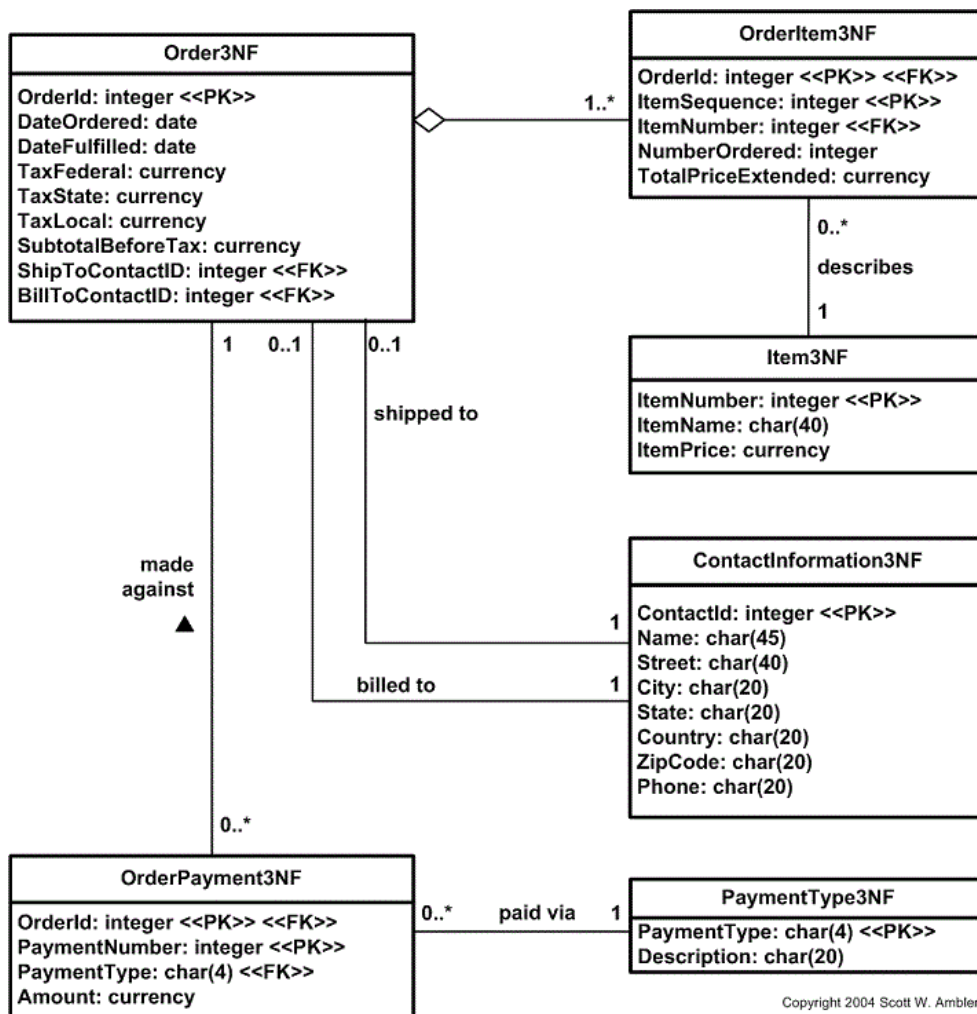 Order3NF
OrderId: integer <<PK>>
DateOrdered: date
DateFulfilled: date
TaxFederal: currency
TaxState: currency
TaxLocal: currency
SubtotalBeforeTax: currency
ShipToContactID: integer <<FK>>
BillToContactID: integer <<FK>>
1..*
OrderItem3NF
OrderId: integer <<PK>> <<FK>>
ItemSequence: integer <<PK>>
ItemNumber: integer <<FK>>
NumberOrdered: integer
TotalPriceExtended: currency
0..*
describes
1
Item3NF
ItemNumber: integer <<PK>>
ItemName: char(40)
ItemPrice: currency
1
0..1
0..1
shipped to
1
billed to
1
ContactInformation3NF
ContactId: integer <<PK>>
Name: char(45)
Street: char(40)
City: char(20)
State: char(20)
Country: char(20)
ZipCode: char(20)
Phone: char(20)
made
against
0..*
OrderPayment3NF
OrderId: integer <<PK>> <<FK>>
PaymentNumber: integer <<PK>>
PaymentType: char(4) <<FK>>
Amount: currency
0..*
paid via
1
PaymentType3NF
PaymentType: char(4) <<PK>>
Description: char(20)
Copyright 2004 Scott W. Ambler